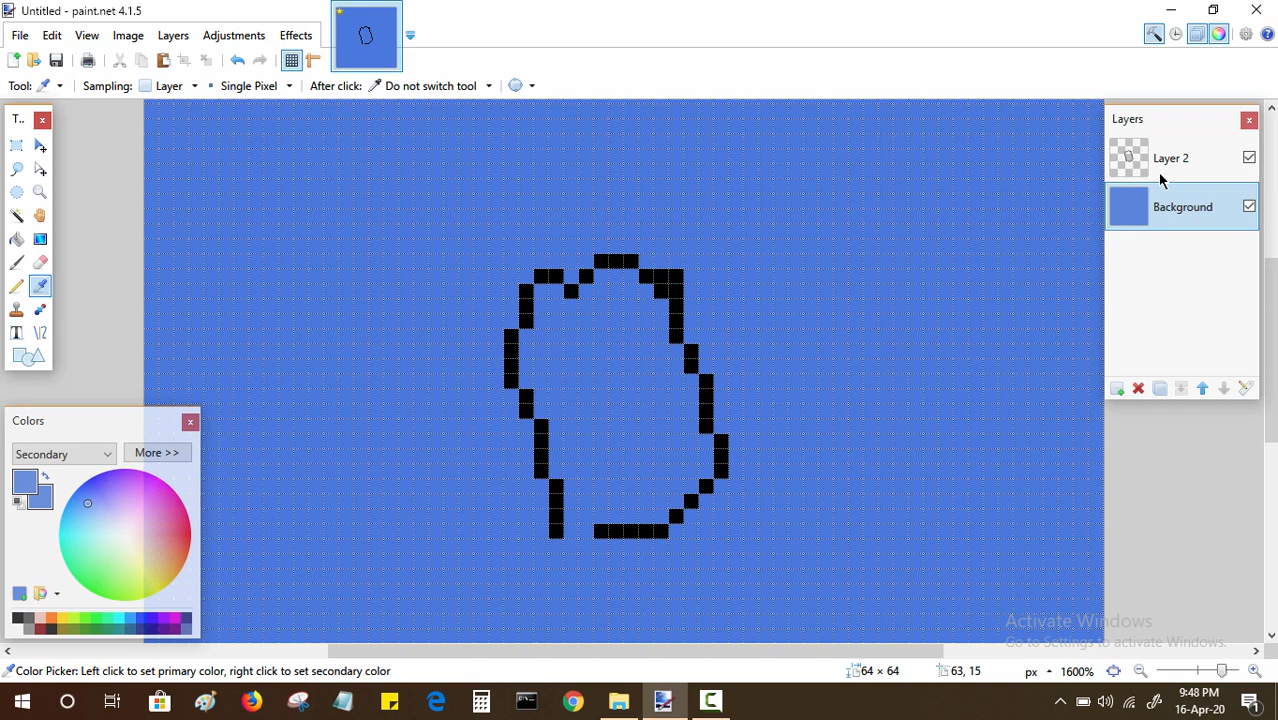 Untitled - paint.net 4.1.5
File Edit View Image Layers Adjustments Effects
Tool: Sampling: Layer Single Pixel After click: Do not switch tool
T..
Layers
Layer 2
Background
Colors
Secondary More >>
Activate Windows
Go to Settings to activate Windows.
Color Picker: Left click to set primary color, right click to set secondary color 64 × 64 63, 15 px 1600%
9:48 PM
16-Apr-20
1